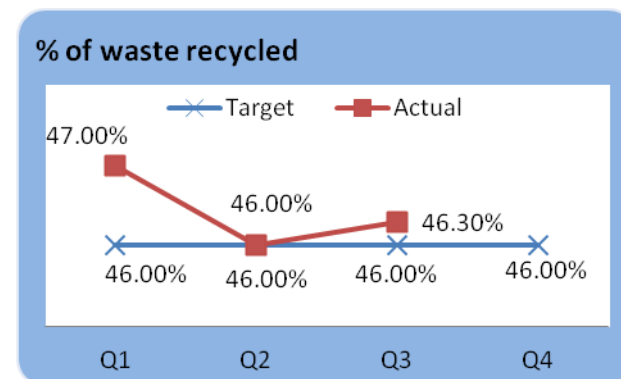 % of waste recycled
Target Actual
47.00%
46.00%
46.30%
46.00% 46.00% 46.00% 46.00%
Q1 Q2 Q3 Q4